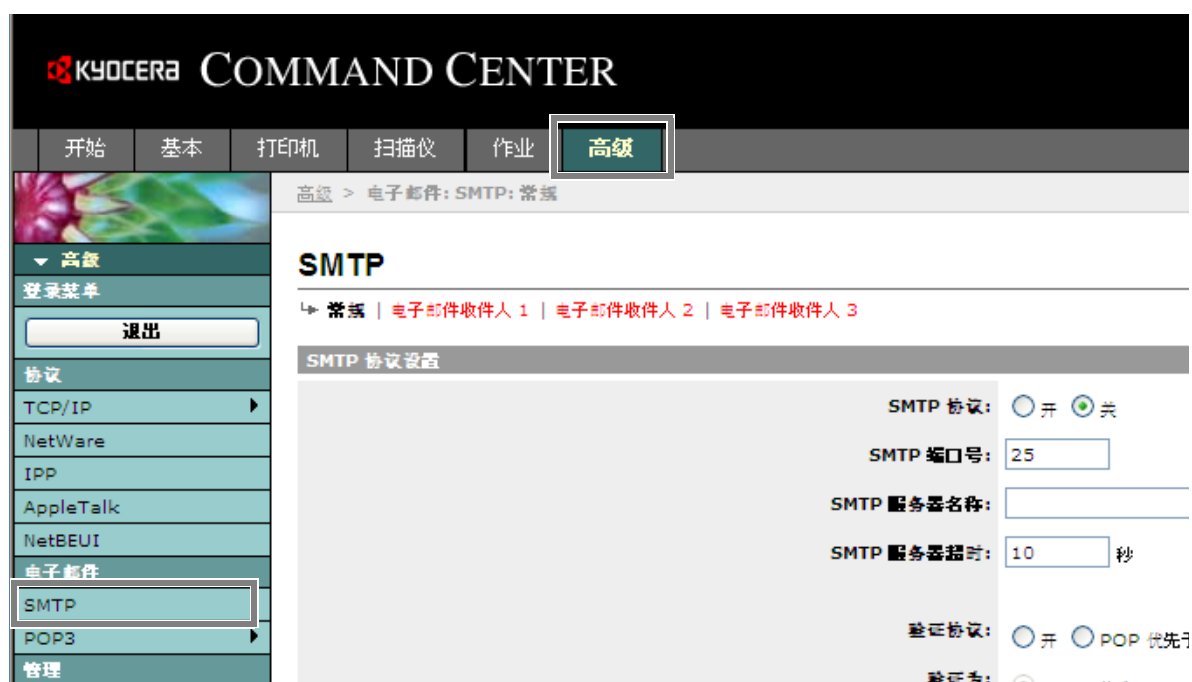 KYOCERA COMMAND CENTER
开始 基本 打印机 扫描仪 作业 高级
高级 > 电子邮件: SMTP: 常规
高级
登录菜单
退出
协议
TCP/IP
NetWare
IPP
AppleTalk
NetBEUI
电子邮件
SMTP
POP3
管理
SMTP
常规 | 电子邮件收件人 1 | 电子邮件收件人 2 | 电子邮件收件人 3
SMTP 协议设置
SMTP 协议: 开 关
SMTP 端口号: 25
SMTP 服务器名称:
SMTP 服务器超时: 10 秒
验证协议: 开 POP 优先于
验证为: